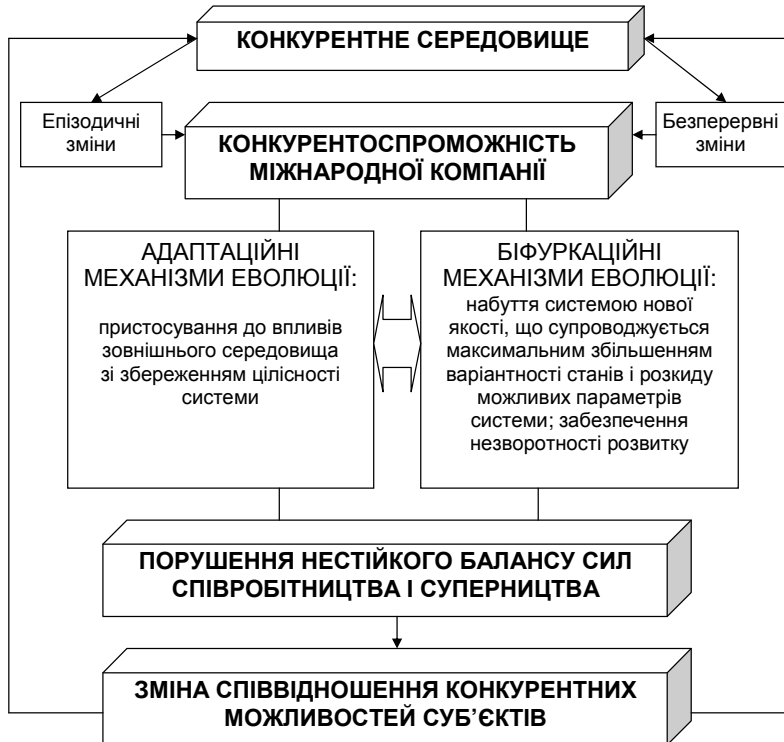 КОНКУРЕНТНЕ СЕРЕДОВИЩЕ
Епізодичні
зміни
КОНКУРЕНТОСПРОМОЖНІСТЬ
МІЖНАРОДНОЇ КОМПАНІЇ
Безперервні
зміни
АДАПТАЦІЙНІ
МЕХАНІЗМИ ЕВОЛЮЦІЇ:
пристосування до впливів
зовнішнього середовища
зі збереженням цілісності
системи
БІФУРКАЦІЙНІ
МЕХАНІЗМИ ЕВОЛЮЦІЇ:
набуття системою нової
якості, що супроводжується
максимальним збільшенням
варіантності станів і розкиду
можливих параметрів
системи; забезпечення
незворотності розвитку
ПОРУШЕННЯ НЕСТІЙКОГО БАЛАНСУ СИЛ
СПІВРОБІТНИЦТВА І СУПЕРНИЦТВА
ЗМІНА СПІВВІДНОШЕННЯ КОНКУРЕНТНИХ
МОЖЛИВОСТЕЙ СУБ’ЄКТІВ